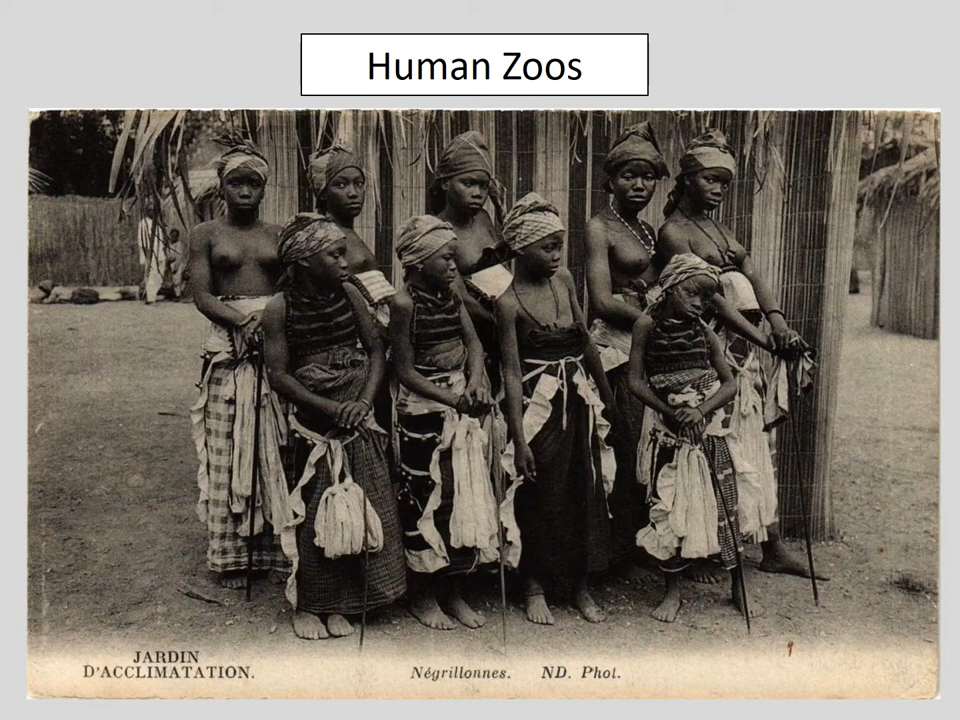 Human Zoos
JARDIN
D'ACCLIMATATION.
Négrillonnes. ND. Phot.